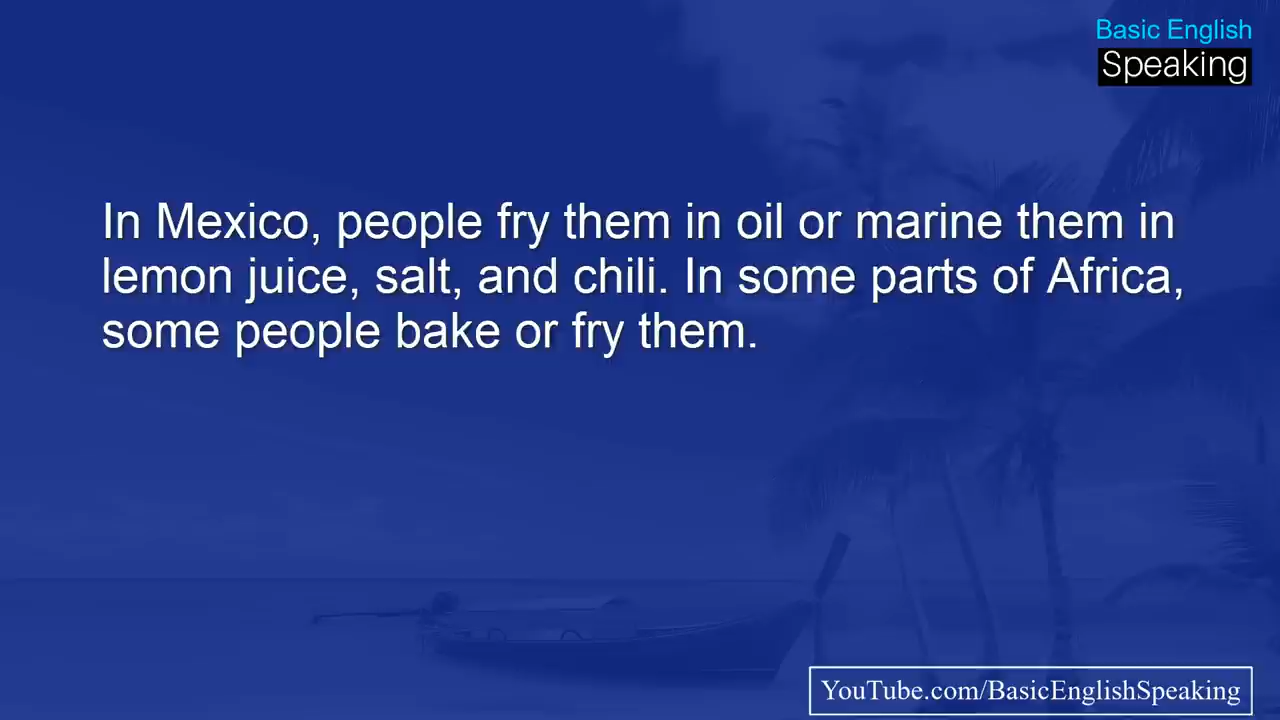 Basic English
Speaking
In Mexico, people fry them in oil or marine them in
lemon juice, salt, and chili. In some parts of Africa,
some people bake or fry them.
YouTube.com/BasicEnglishSpeaking